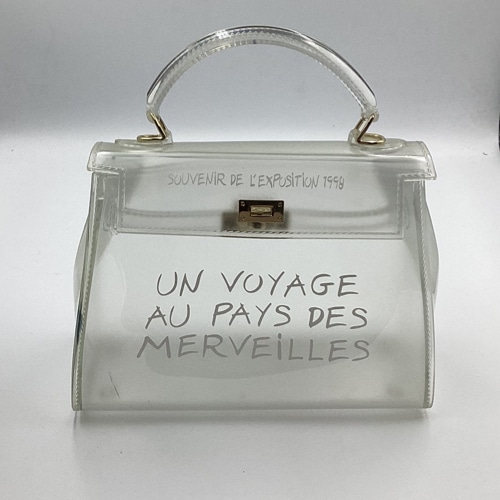 SOUVENIR DE L'EXPOSITION 1998
UN VOYAGE
AU PAYS DES
MERVEiLLES